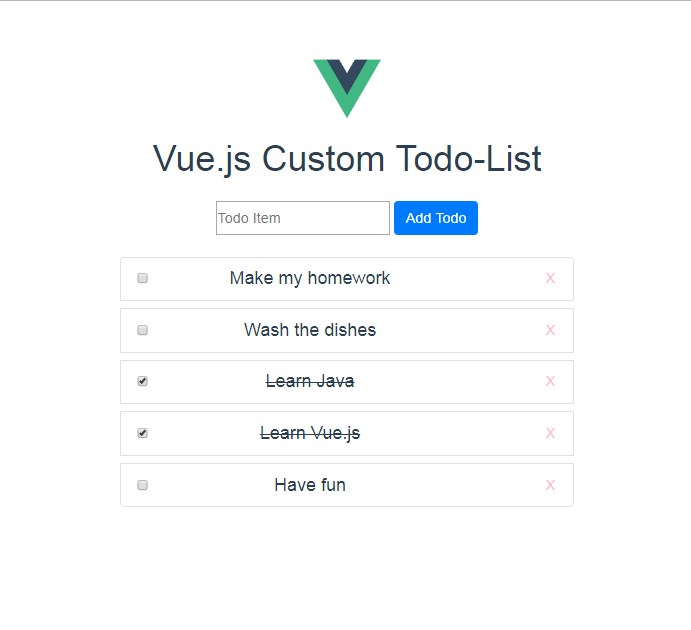 Vue.js Custom Todo-List
Todo Item Add Todo
Make my homework X
Wash the dishes X
Learn Java X
Learn Vue.js X
Have fun X